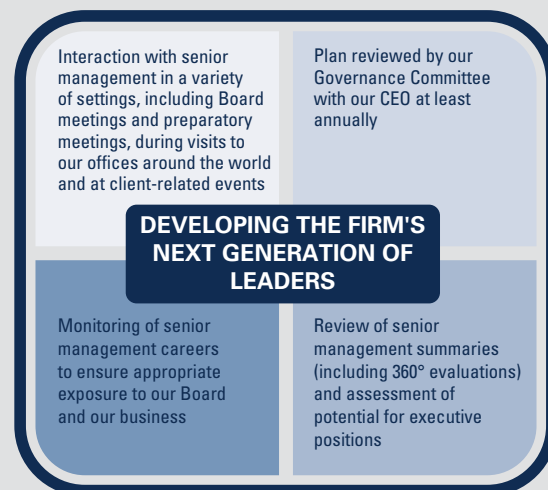 Interaction with senior
management in a variety
of settings, including Board
meetings and preparatory
meetings, during visits to
our offices around the world
and at client-related events
Plan reviewed by our
Governance Committee
with our CEO at least
annually
DEVELOPING THE FIRM'S
NEXT GENERATION OF
LEADERS
Monitoring of senior
management careers
to ensure appropriate
exposure to our Board
and our business
Review of senior
management summaries
(including 360° evaluations)
and assessment of
potential for executive
positions